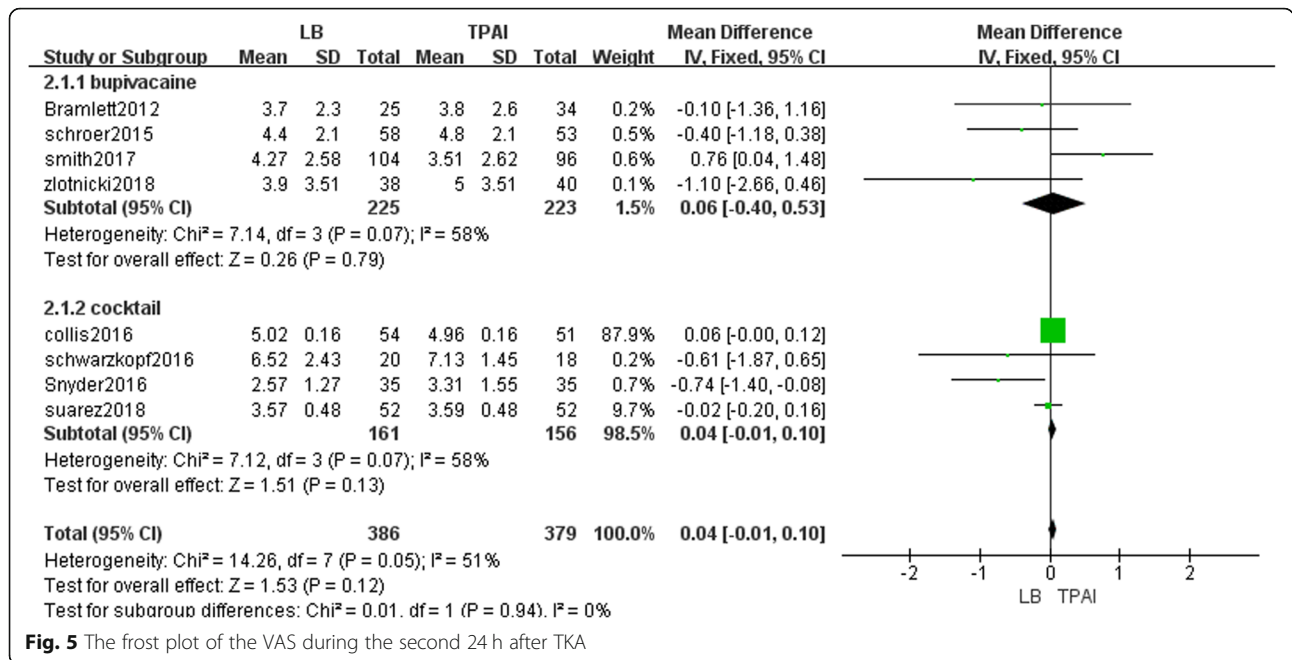 LB TPAI Mean Difference Mean Difference
Study or Subgroup Mean SD Total Mean SD Total Weight IV, Fixed, 95% CI IV, Fixed, 95% CI
2.1.1 bupivacaine
Bramlett2012 3.7 2.3 25 3.8 2.6 34 0.2% -0.10 [-1.36, 1.16]
schroer2015 4.4 2.1 58 4.8 2.1 53 0.5% -0.40 [-1.18, 0.38]
smith2017 4.27 2.58 104 3.51 2.62 96 0.6% 0.76 [0.04, 1.48]
zlotnicki2018 3.9 3.51 38 5 3.51 40 0.1% -1.10 [-2.66, 0.46]
Subtotal (95% CI) 225 223 1.5% 0.06 [-0.40, 0.53]
Heterogeneity: Chi² = 7.14, df = 3 (P = 0.07); I² = 58%
Test for overall effect: Z = 0.26 (P = 0.79)
2.1.2 cocktail
collis2016 5.02 0.16 54 4.96 0.16 51 87.9% 0.06 [-0.00, 0.12]
schwarzkopf2016 6.52 2.43 20 7.13 1.45 18 0.2% -0.61 [-1.87, 0.65]
Snyder2016 2.57 1.27 35 3.31 1.55 35 0.7% -0.74 [-1.40, -0.08]
suarez2018 3.57 0.48 52 3.59 0.48 52 9.7% -0.02 [-0.20, 0.16]
Subtotal (95% CI) 161 156 98.5% 0.04 [-0.01, 0.10]
Heterogeneity: Chi² = 7.12, df = 3 (P = 0.07); I² = 58%
Test for overall effect: Z = 1.51 (P = 0.13)
Total (95% CI) 386 379 100.0% 0.04 [-0.01, 0.10]
Heterogeneity: Chi² = 14.26, df = 7 (P = 0.05); I² = 51%
Test for overall effect: Z = 1.53 (P = 0.12)
Test for subgroup differences: Chi² = 0.01. df = 1 (P = 0.94). I² = 0%
-2 -1 0 1 2
LB TPAI
Fig. 5 The frost plot of the VAS during the second 24 h after TKA